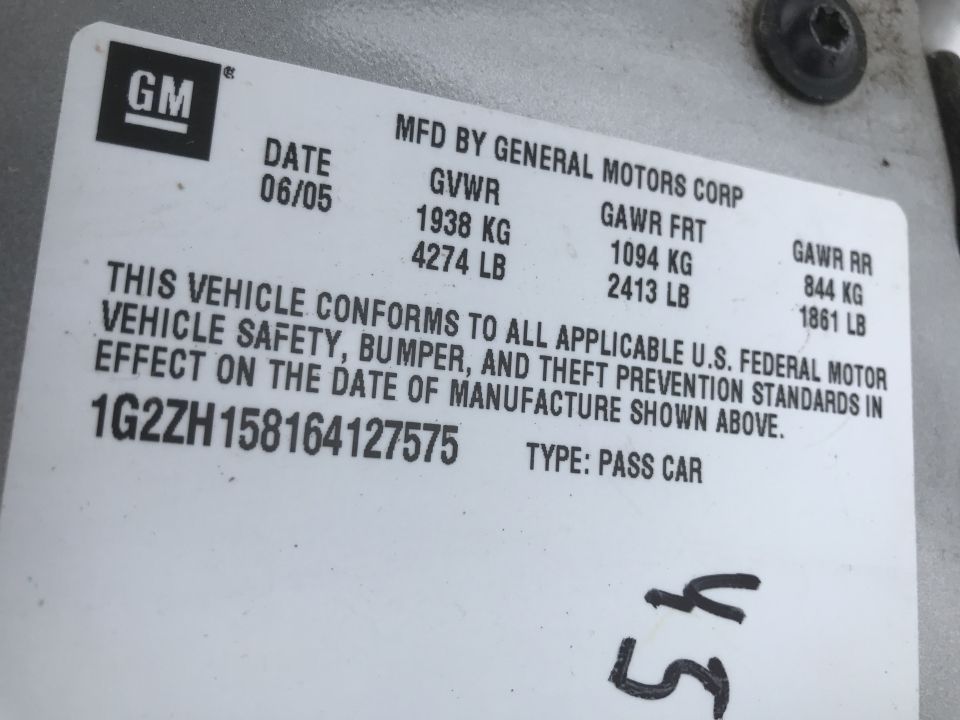 GM
MFD BY GENERAL MOTORS CORP
DATE GVWR GAWR FRT GAWR RR
06/05 1938 KG 1094 KG 844 KG
4274 LB 2413 LB 1861 LB
THIS VEHICLE CONFORMS TO ALL APPLICABLE U.S. FEDERAL MOTOR
VEHICLE SAFETY, BUMPER, AND THEFT PREVENTION STANDARDS IN
EFFECT ON THE DATE OF MANUFACTURE SHOWN ABOVE.
1G2ZH158164127575 TYPE: PASS CAR